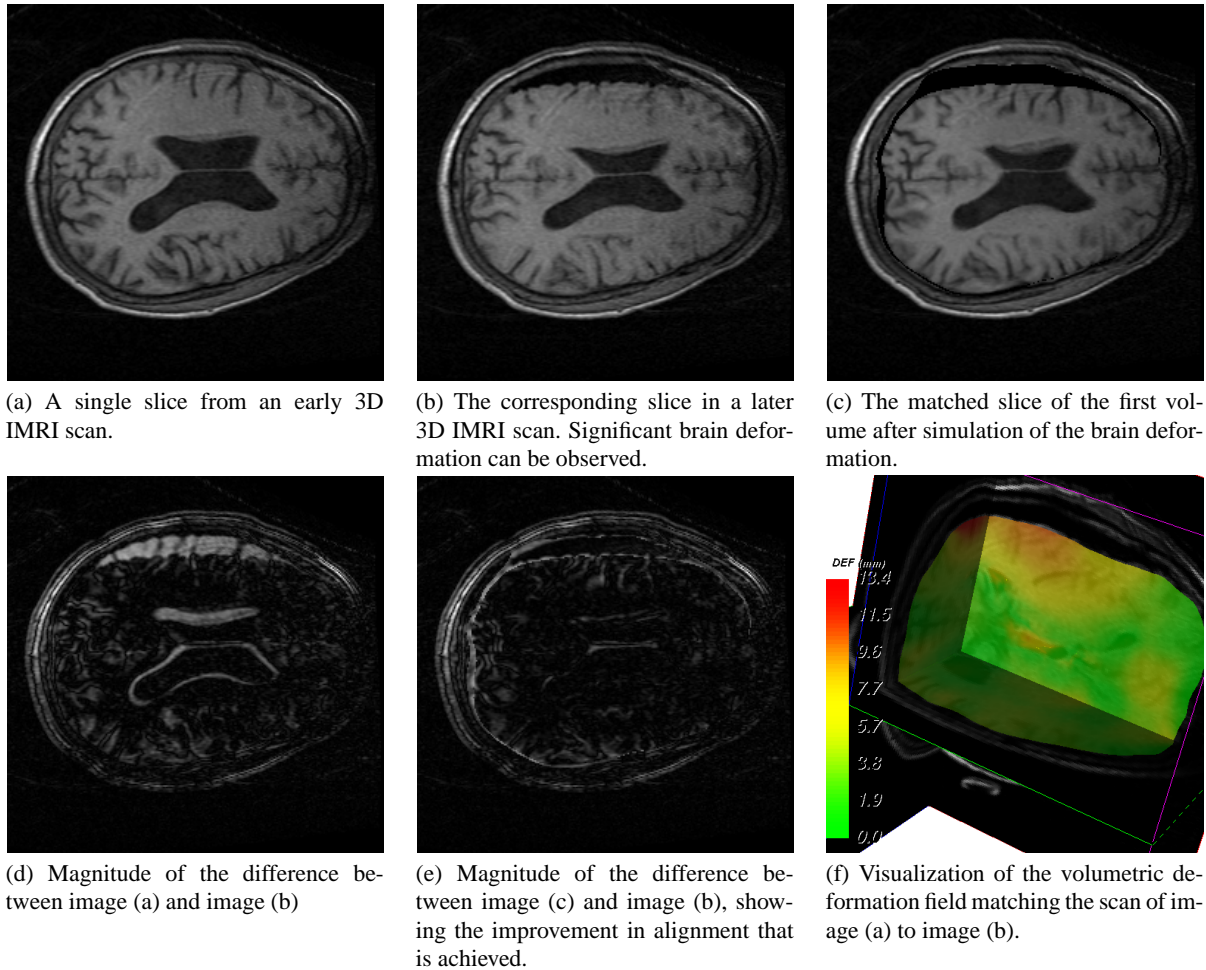 (a) A single slice from an early 3D
IMRI scan.
(b) The corresponding slice in a later
3D IMRI scan. Significant brain defor-
mation can be observed.
(c) The matched slice of the first vol-
ume after simulation of the brain defor-
mation.
DEF (mm)
13.4
11.5
9.6
7.7
5.7
3.8
1.9
0.0
(d) Magnitude of the difference be-
tween image (a) and image (b)
(e) Magnitude of the difference be-
tween image (c) and image (b), show-
ing the improvement in alignment that
is achieved.
(f) Visualization of the volumetric de-
formation field matching the scan of im-
age (a) to image (b).